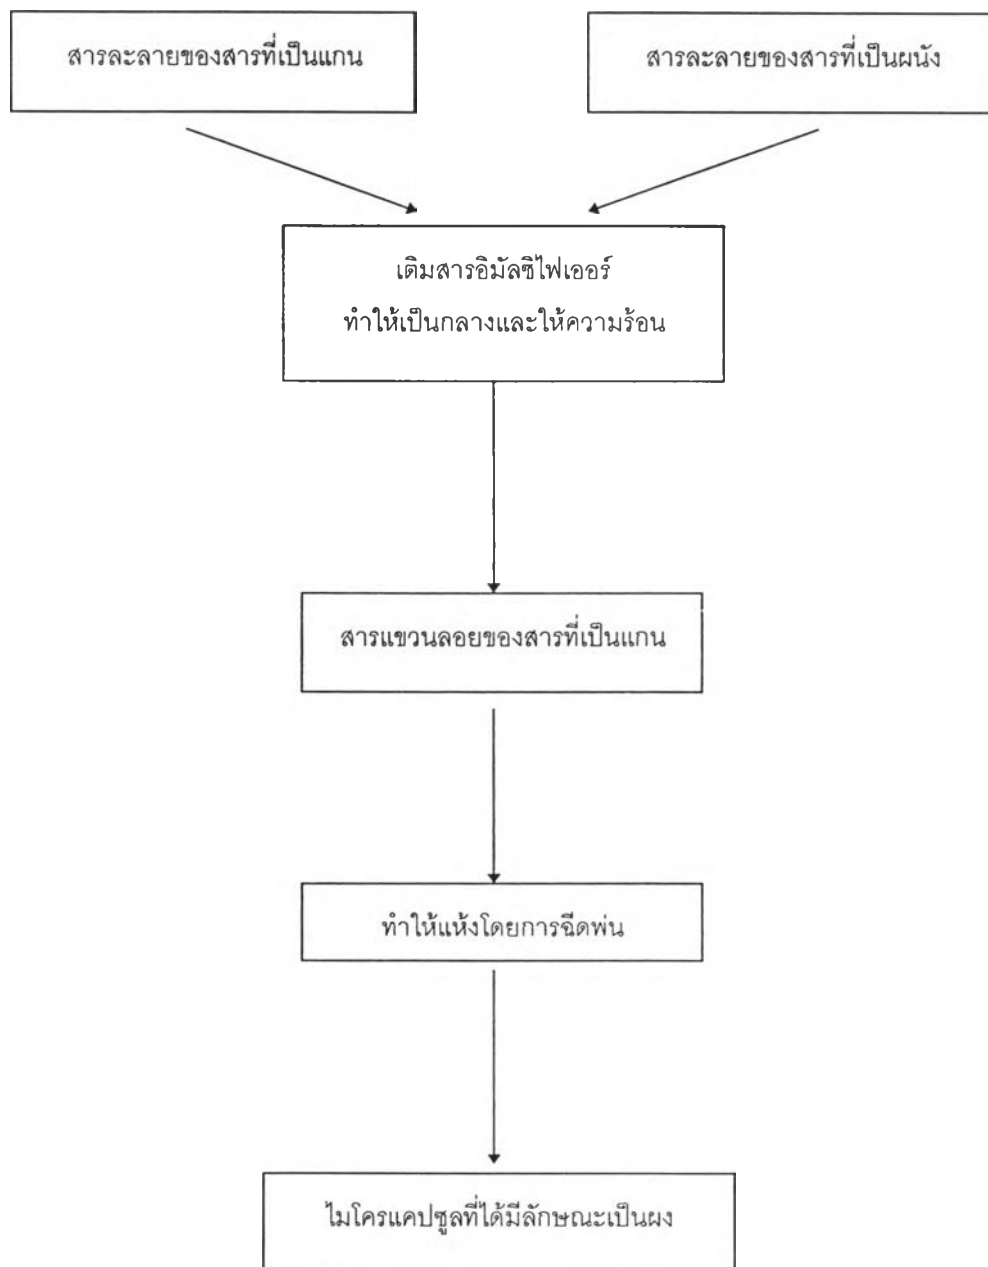 สารละลายของสารที่เป็นแกน
สารละลายของสารที่เป็นผนัง
เติมสารอิมัลซิไฟเออร์
ทำให้เป็นกลางและให้ความร้อน
สารแขวนลอยของสารที่เป็นแกน
ทำให้แห้งโดยการฉีดพ่น
ไมโครแคปซูลที่ได้มีลักษณะเป็นผง